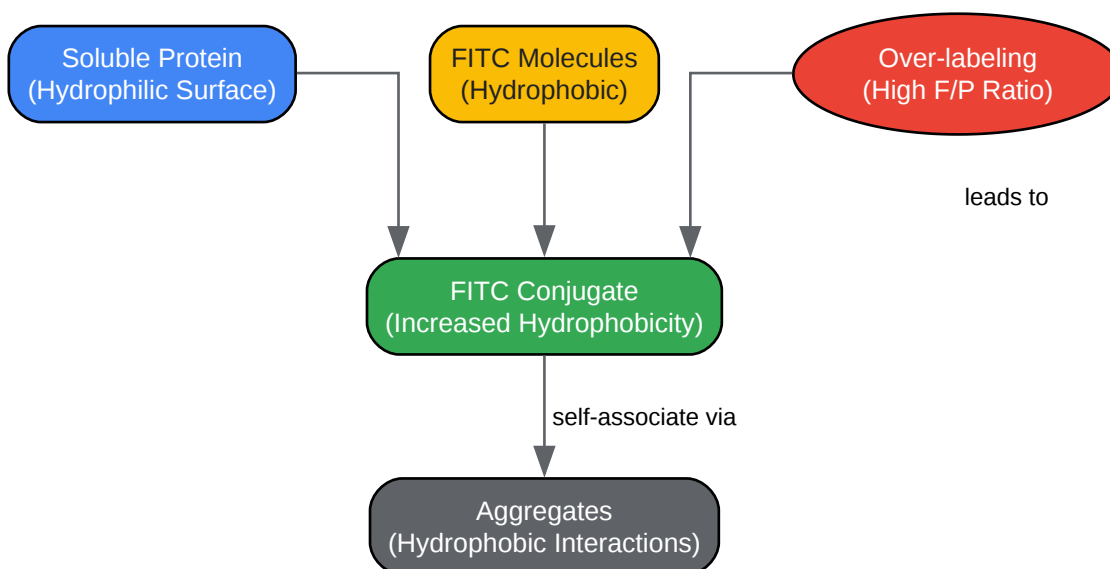 Soluble Protein
(Hydrophilic Surface)
FITC Molecules
(Hydrophobic)
Over-labeling
(High F/P Ratio)
leads to
FITC Conjugate
(Increased Hydrophobicity)
self-associate via
Aggregates
(Hydrophobic Interactions)